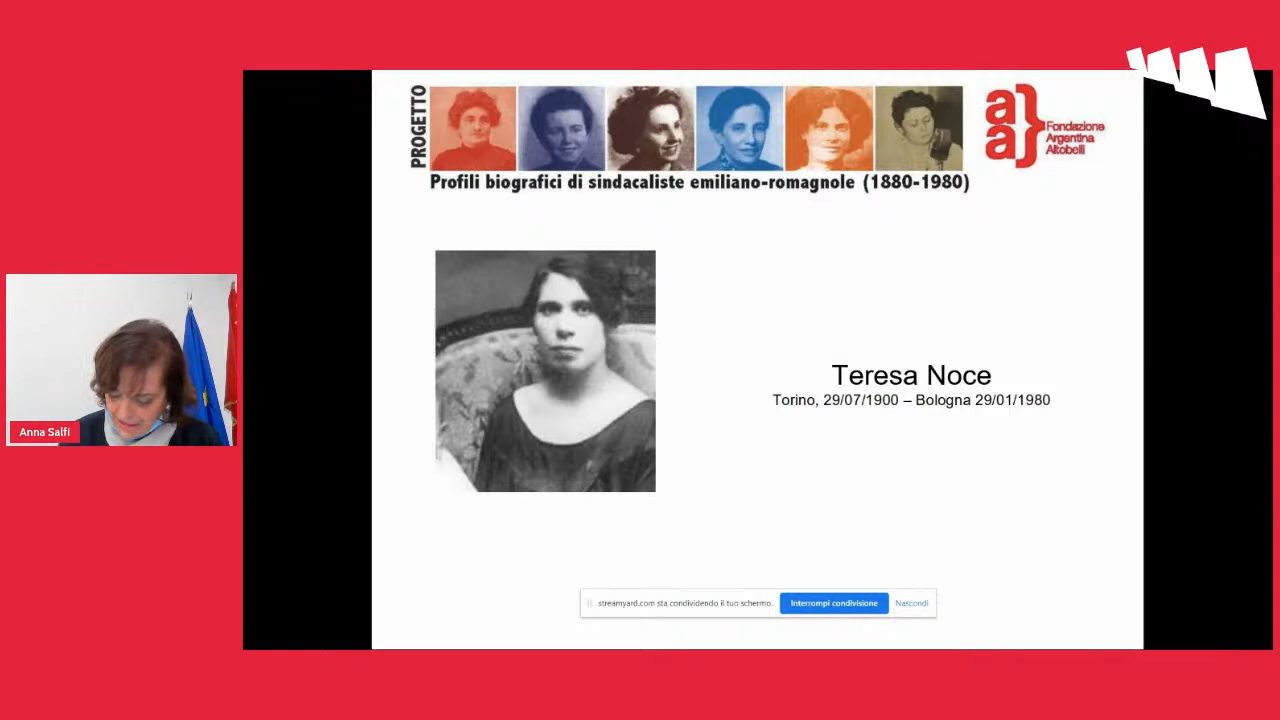 PROGETTO
Profili biografici di sindacaliste emiliano-romagnole (1880-1980)
a}
a}
Fondazione
Argentina
Altobelli
Teresa Noce
Torino, 29/07/1900 – Bologna 29/01/1980
Anna Salfi
streamyard.com sta condividendo il tuo schermo.
Interrompi condivisione
Nascondi